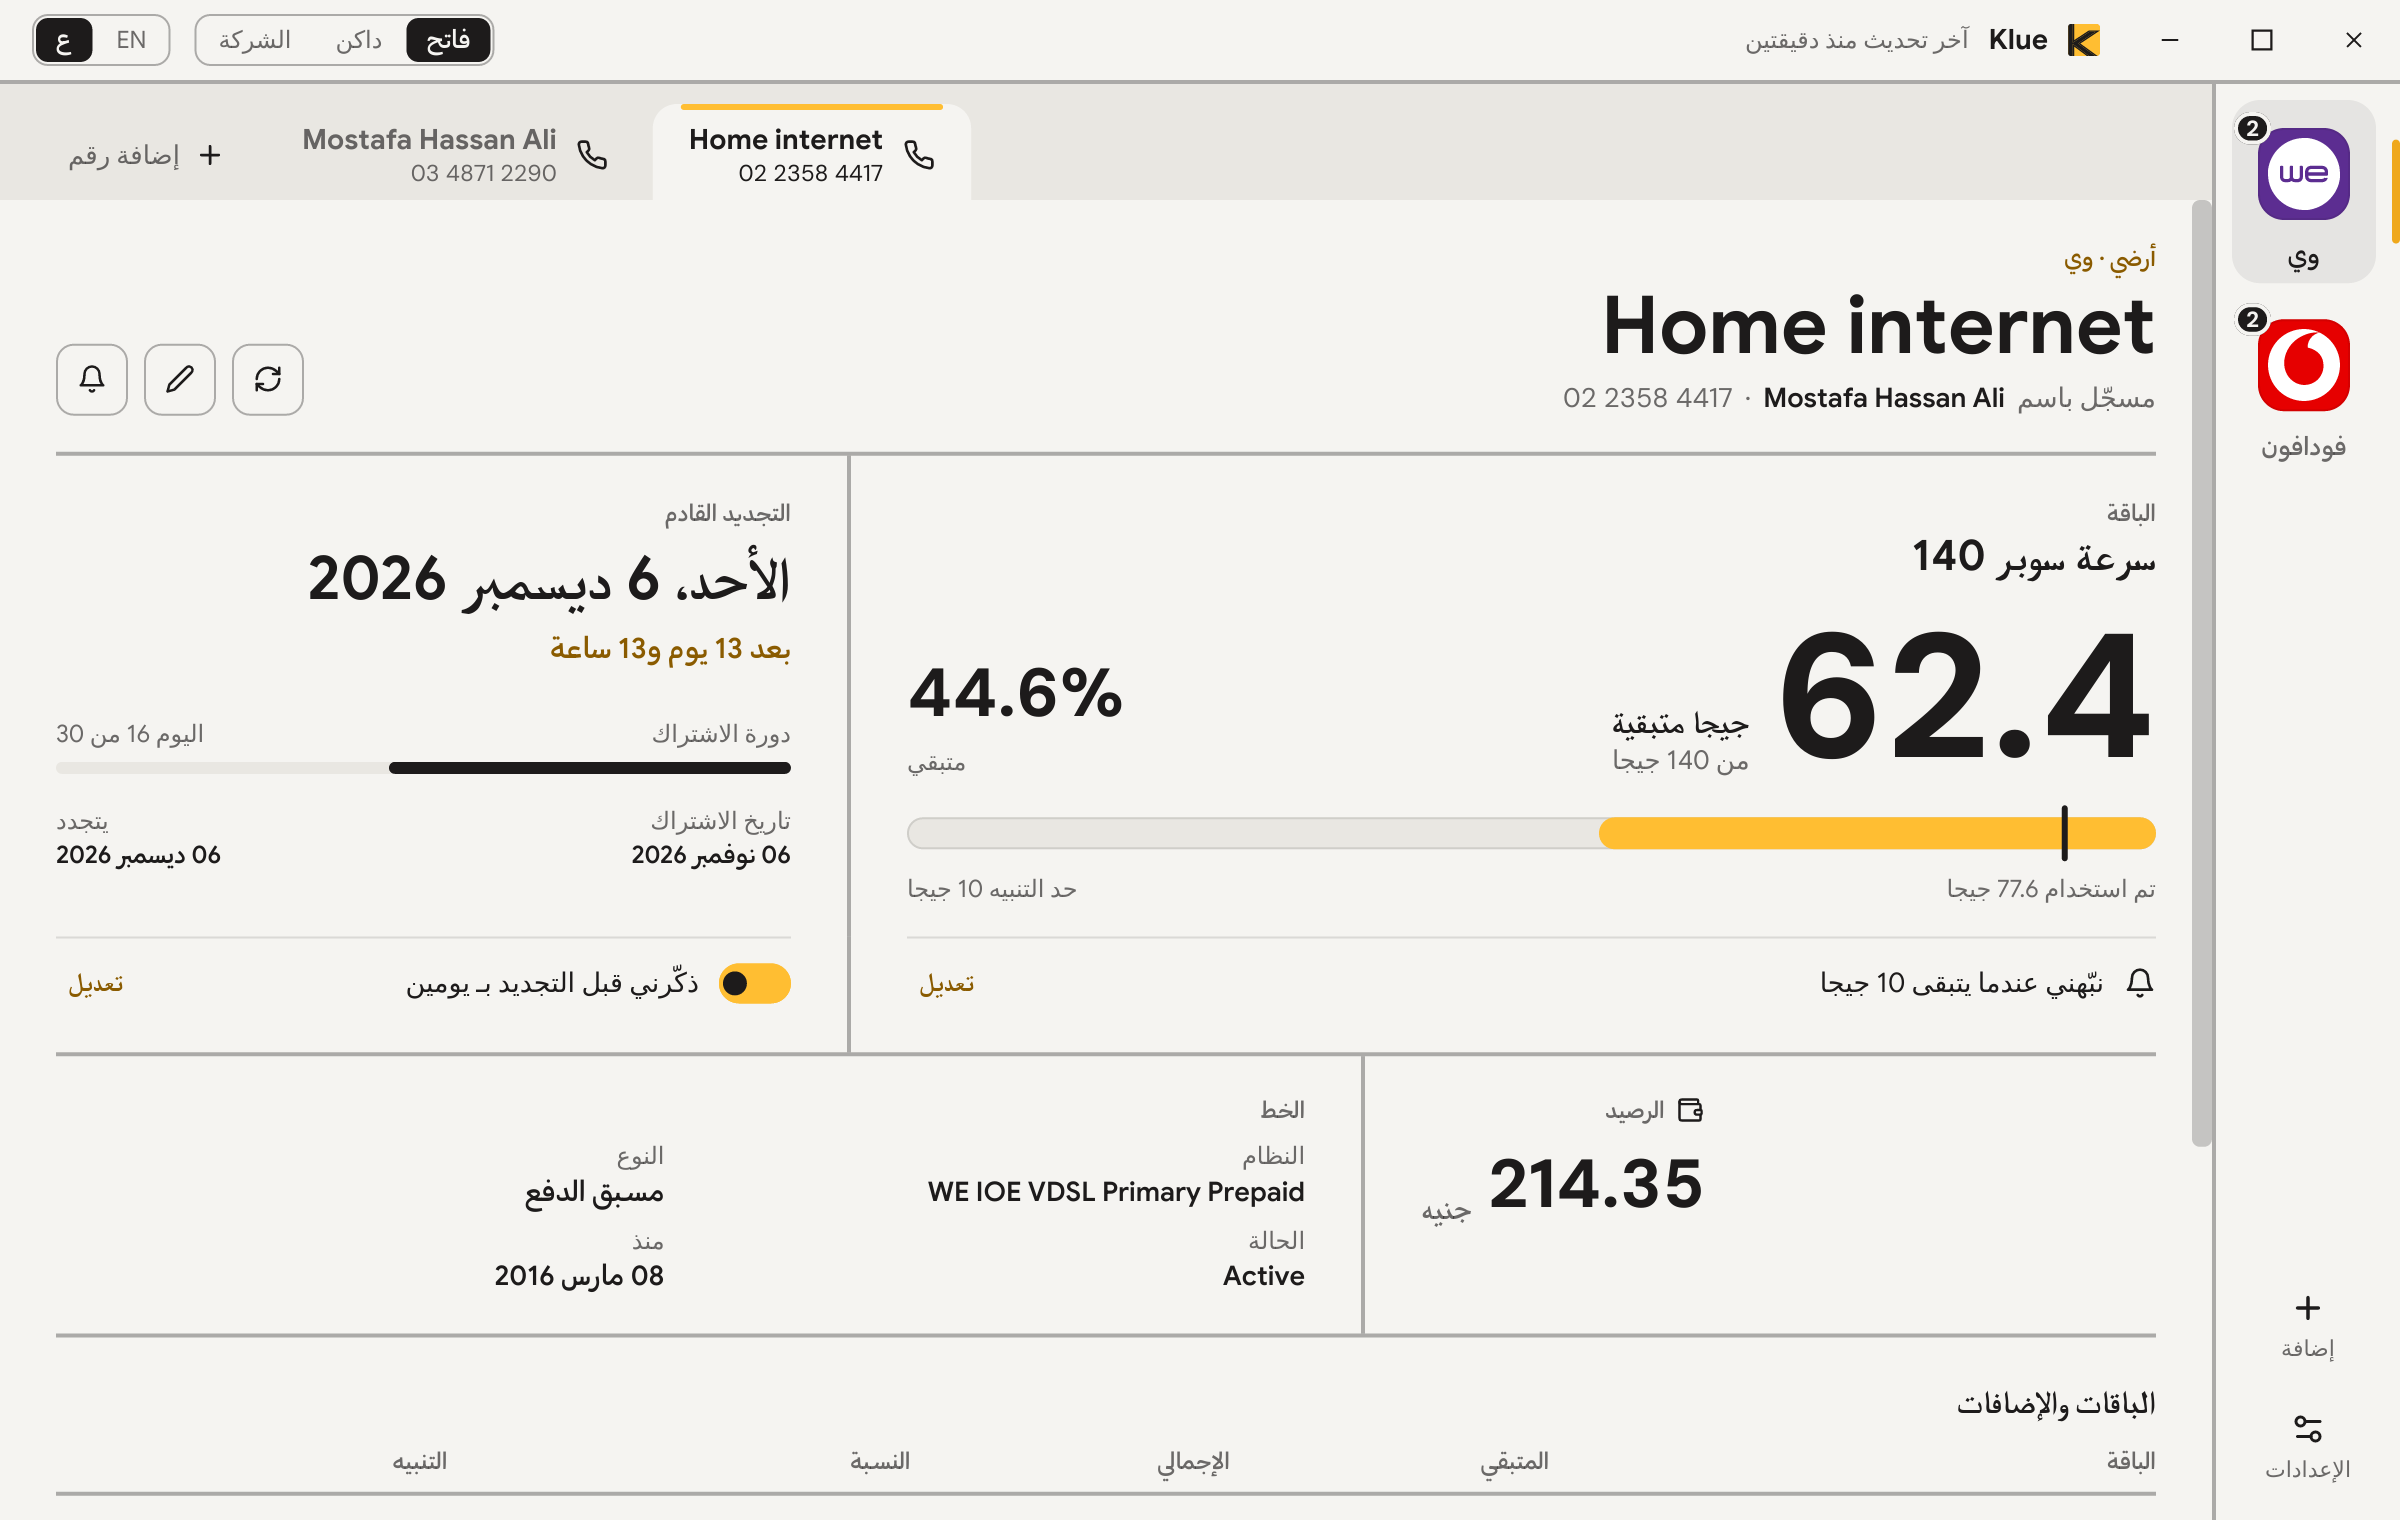 Klue آخر تحديث منذ دقيقتين
فاتح داكن الشركة
EN ع
2
we
وي
2
فودافون
إضافة
الإعدادات
Home internet
02 2358 4417
Mostafa Hassan Ali
03 4871 2290
إضافة رقم
أرضي · وي
Home internet
مسجّل باسم Mostafa Hassan Ali · 02 2358 4417
الباقة
سرعة سوبر 140
62.4
جيجا متبقية
من 140 جيجا
44.6%
متبقي
تم استخدام 77.6 جيجا
حد التنبيه 10 جيجا
نبّهني عندما يتبقى 10 جيجا
تعديل
التجديد القادم
الأحد، 6 ديسمبر 2026
بعد 13 يوم و13 ساعة
دورة الاشتراك
اليوم 16 من 30
تاريخ الاشتراك
06 نوفمبر 2026
يتجدد
06 ديسمبر 2026
ذكّرني قبل التجديد بـ يومين
تعديل
الرصيد
214.35 جنيه
الخط
النظام
WE IOE VDSL Primary Prepaid
النوع
مسبق الدفع
الحالة
Active
منذ
08 مارس 2016
الباقات والإضافات
الباقة المتبقي الإجمالي النسبة التنبيه